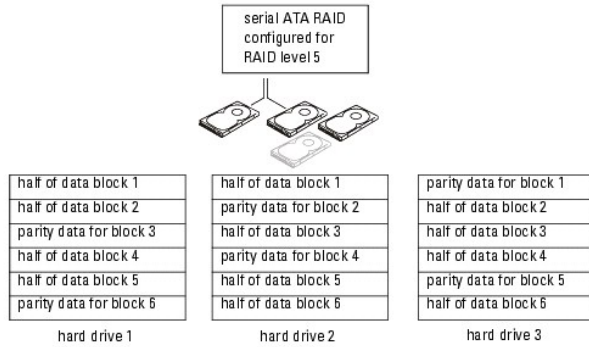 serial ATA RAID
configured for
RAID level 5
half of data block 1
half of data block 2
parity data for block 3
half of data block 4
half of data block 5
parity data for block 6
hard drive 1
half of data block 1
parity data for block 2
half of data block 3
parity data for block 4
half of data block 5
half of data block 6
hard drive 2
parity data for block 1
half of data block 2
half of data block 3
half of data block 4
parity data for block 5
half of data block 6
hard drive 3